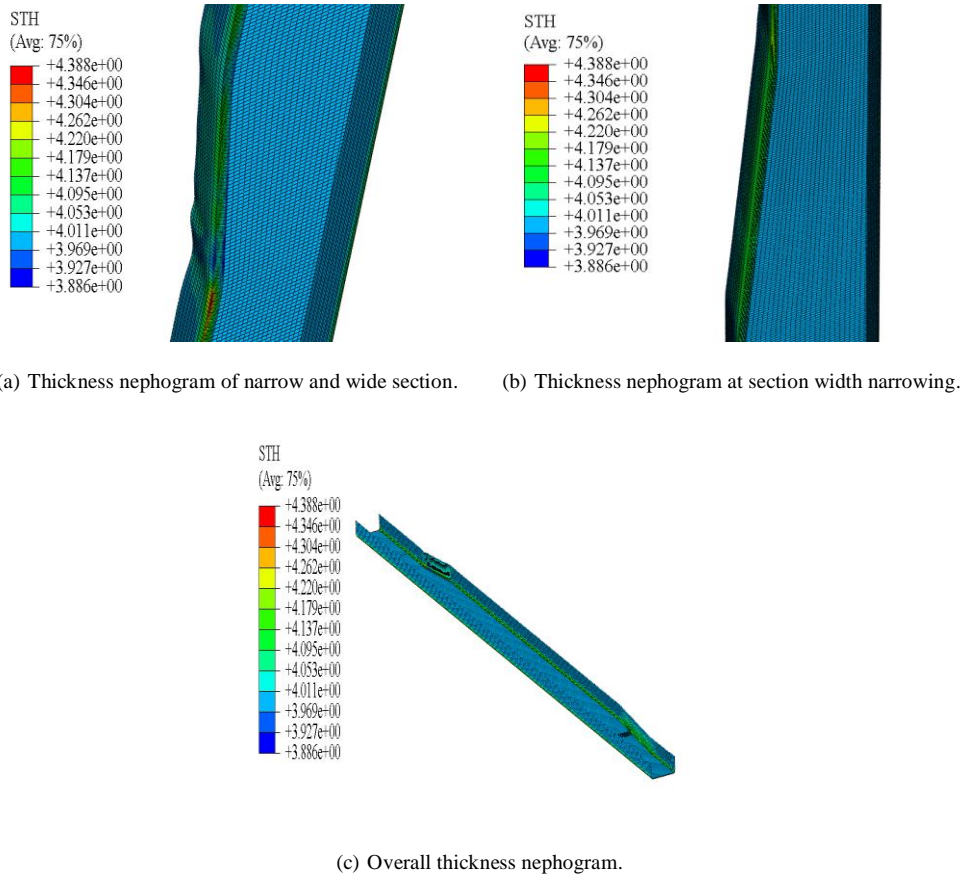 STH
(Avg: 75%)
+4.388e+00
+4.346e+00
+4.304e+00
+4.262e+00
+4.220e+00
+4.179e+00
+4.137e+00
+4.095e+00
+4.053e+00
+4.011e+00
+3.969e+00
+3.927e+00
+3.886e+00
STH
(Avg: 75%)
+4.388e+00
+4.346e+00
+4.304e+00
+4.262e+00
+4.220e+00
+4.179e+00
+4.137e+00
+4.095e+00
+4.053e+00
+4.011e+00
+3.969e+00
+3.927e+00
+3.886e+00
(a) Thickness nephogram of narrow and wide section.
(b) Thickness nephogram at section width narrowing.
STH
(Avg: 75%)
+4.388e+00
+4.346e+00
+4.304e+00
+4.262e+00
+4.220e+00
+4.179e+00
+4.137e+00
+4.095e+00
+4.053e+00
+4.011e+00
+3.969e+00
+3.927e+00
+3.886e+00
(c) Overall thickness nephogram.